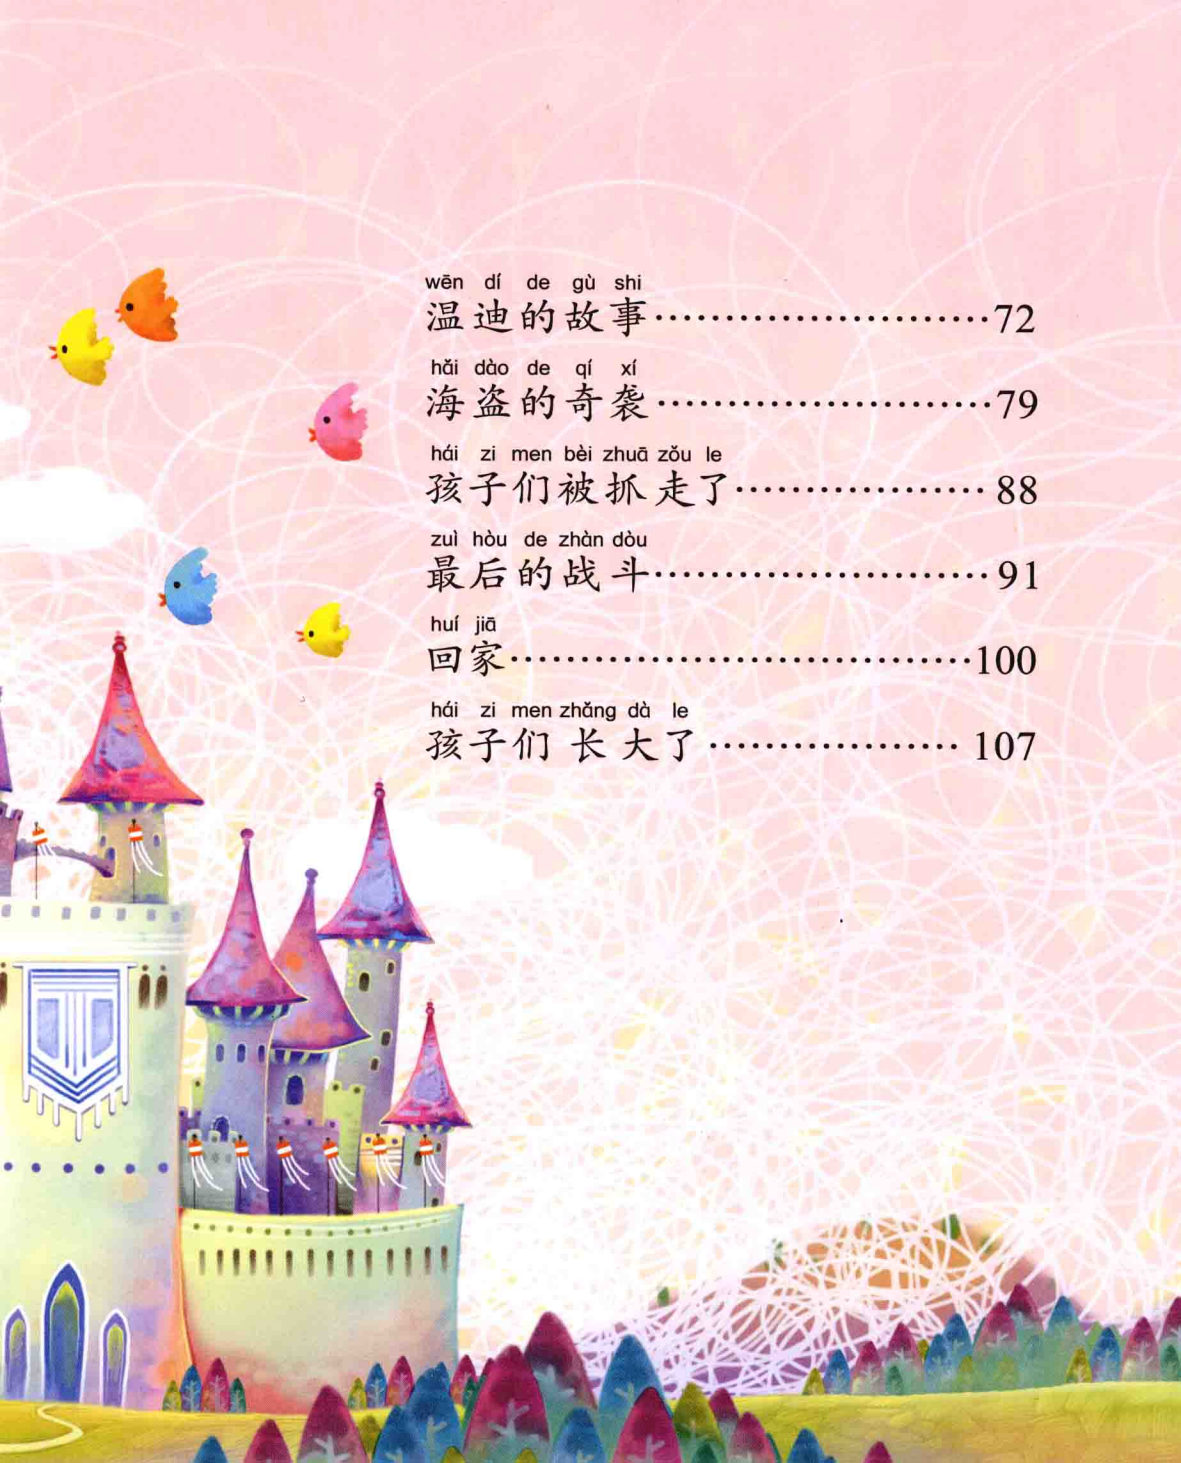 wēn dí de gù shi
温迪的故事························72
hǎi dào de qí xí
海盗的奇袭························79
hái zi men bèi zhuā zǒu le
孩子们被抓走了·················· 88
zuì hòu de zhàn dòu
最后的战斗························ 91
huí jiā
回家·································100
hái zi men zhǎng dà le
孩子们 长 大了 ·················· 107